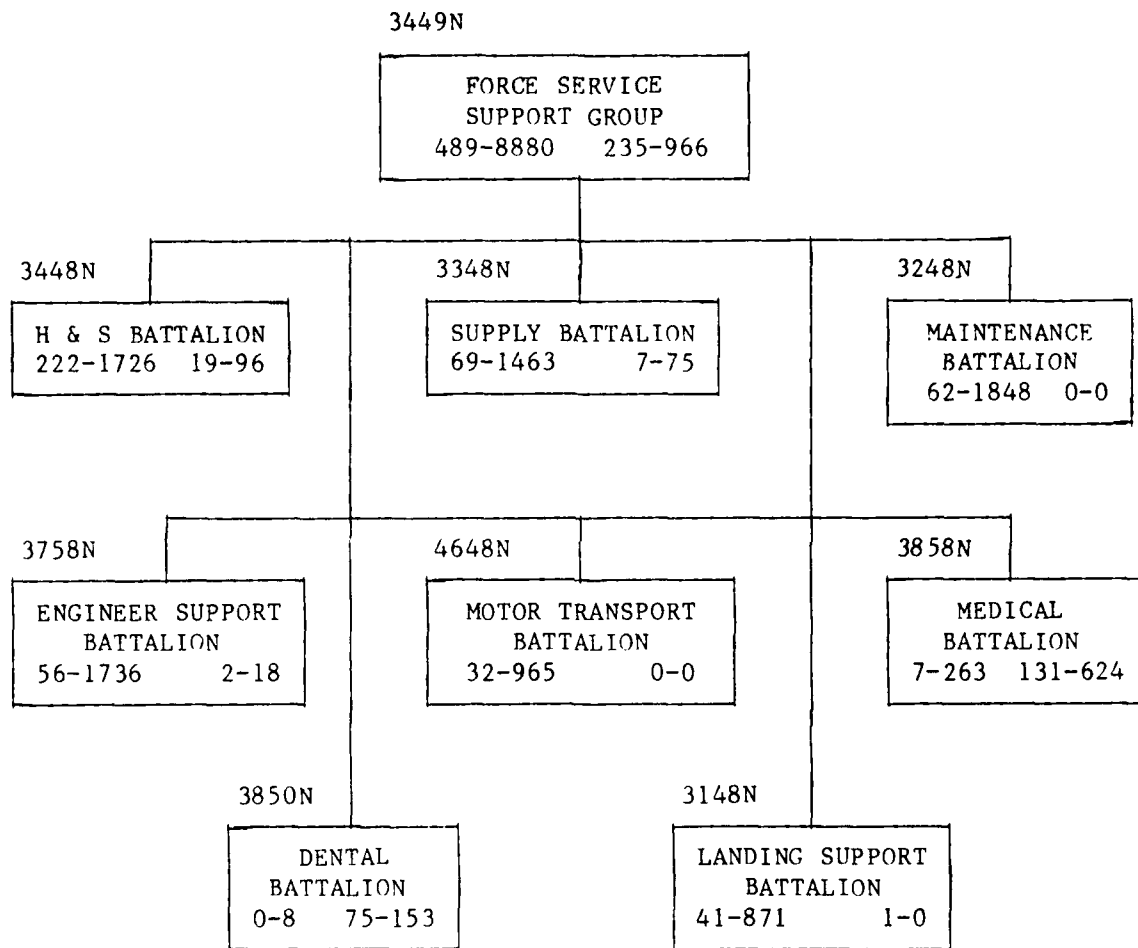 3449N
FORCE SERVICE
SUPPORT GROUP
489-8880 235-966
3448N
H & S BATTALION
222-1726 19-96
3348N
SUPPLY BATTALION
69-1463 7-75
3248N
MAINTENANCE
BATTALION
62-1848 0-0
3758N
ENGINEER SUPPORT
BATTALION
56-1736 2-18
4648N
MOTOR TRANSPORT
BATTALION
32-965 0-0
3858N
MEDICAL
BATTALION
7-263 131-624
3850N
DENTAL
BATTALION
0-8 75-153
3148N
LANDING SUPPORT
BATTALION
41-871 1-0